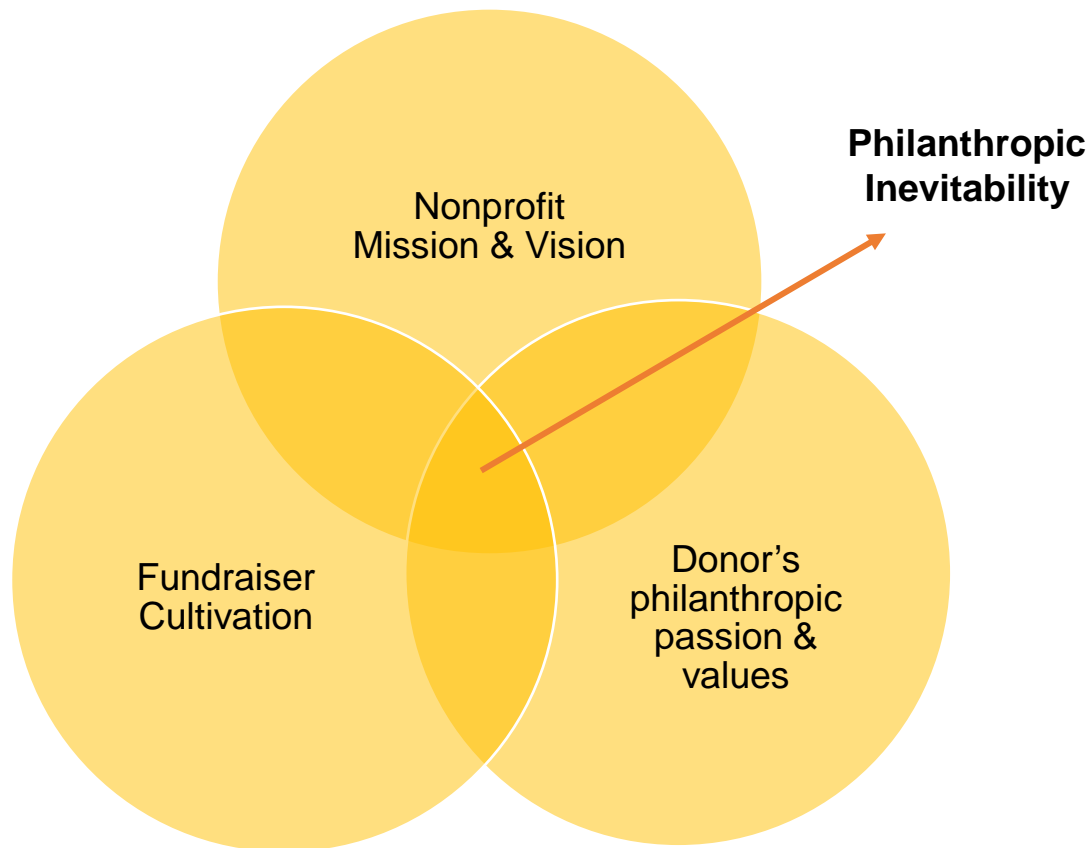 Philanthropic
Inevitability
Nonprofit
Mission & Vision
Fundraiser
Cultivation
Donor’s
philanthropic
passion &
values